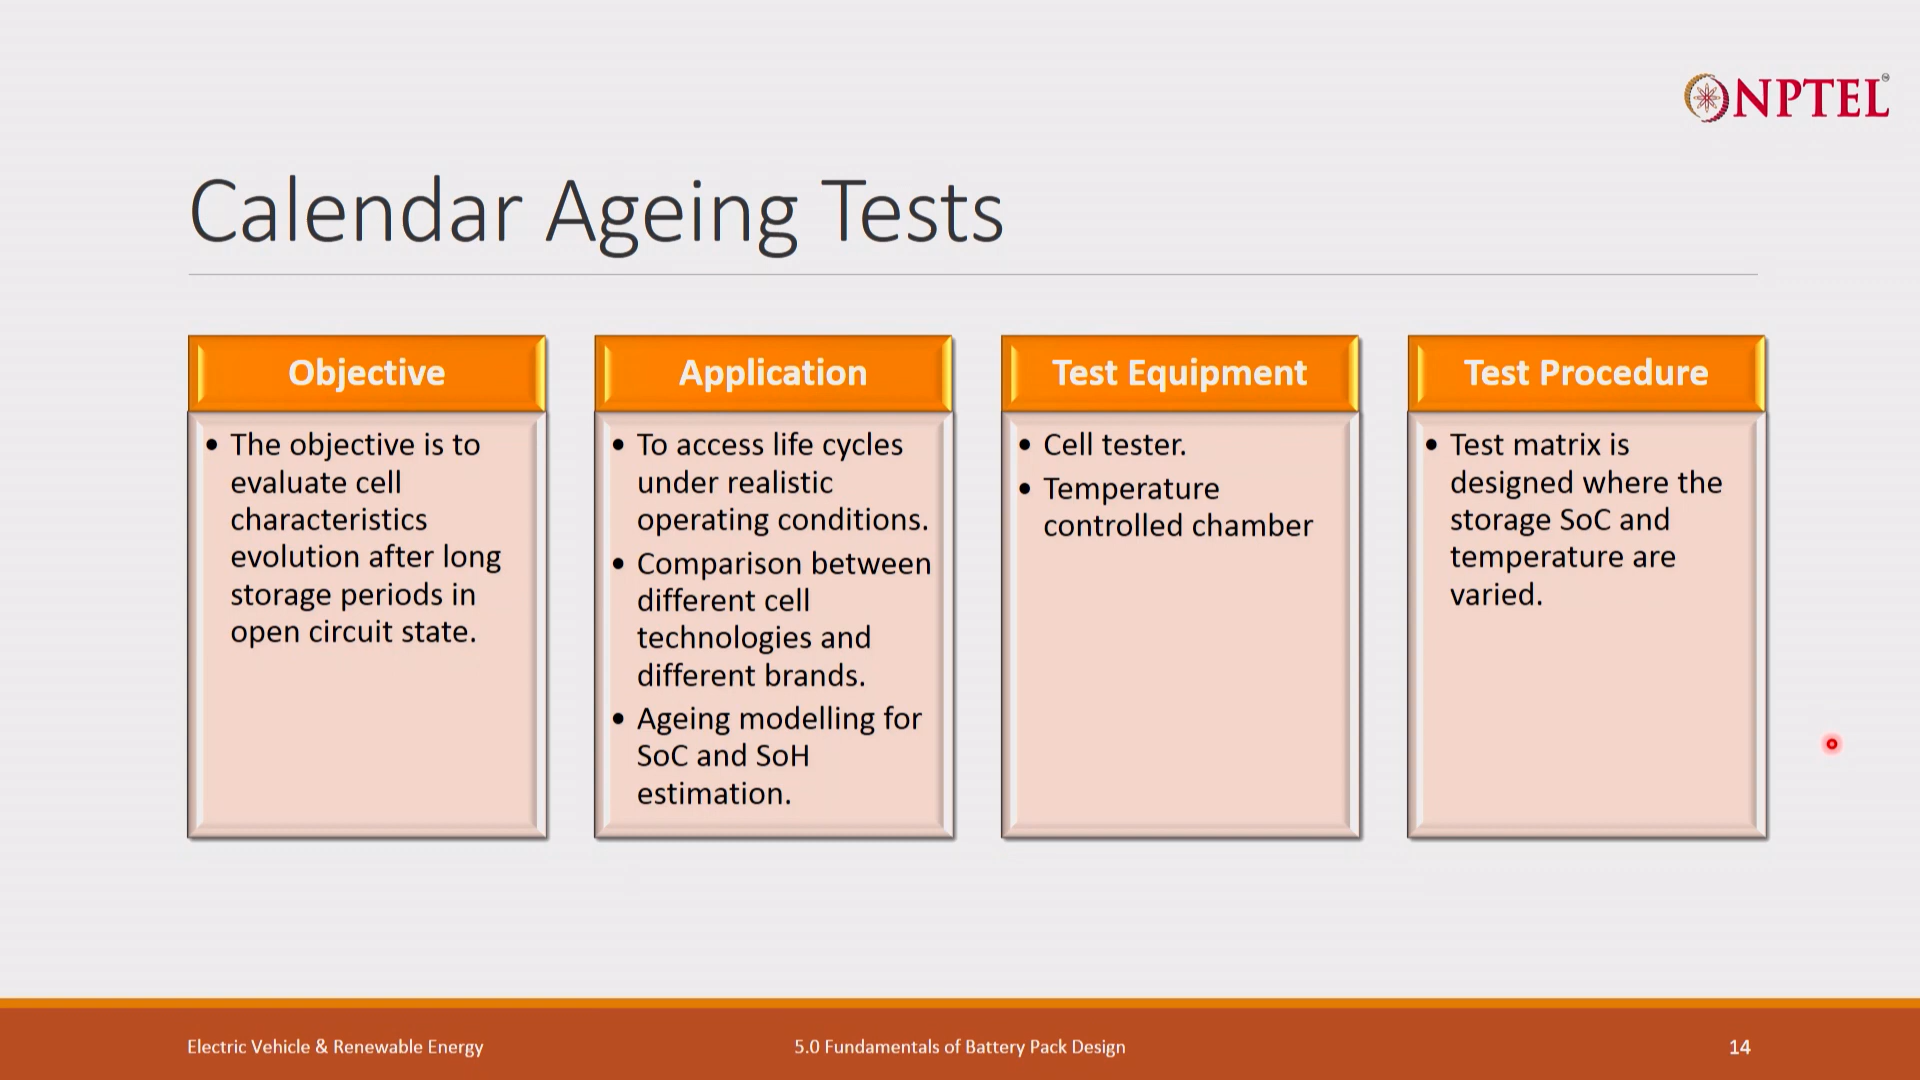 NPTEL
Calendar Ageing Tests
Objective
• The objective is to
evaluate cell
characteristics
evolution after long
storage periods in
open circuit state.
Application
• To access life cycles
under realistic
operating conditions.
• Comparison between
different cell
technologies and
different brands.
• Ageing modelling for
SoC and SoH
estimation.
Test Equipment
• Cell tester.
• Temperature
controlled chamber
Test Procedure
• Test matrix is
designed where the
storage SoC and
temperature are
varied.
Electric Vehicle & Renewable Energy
5.0 Fundamentals of Battery Pack Design
14